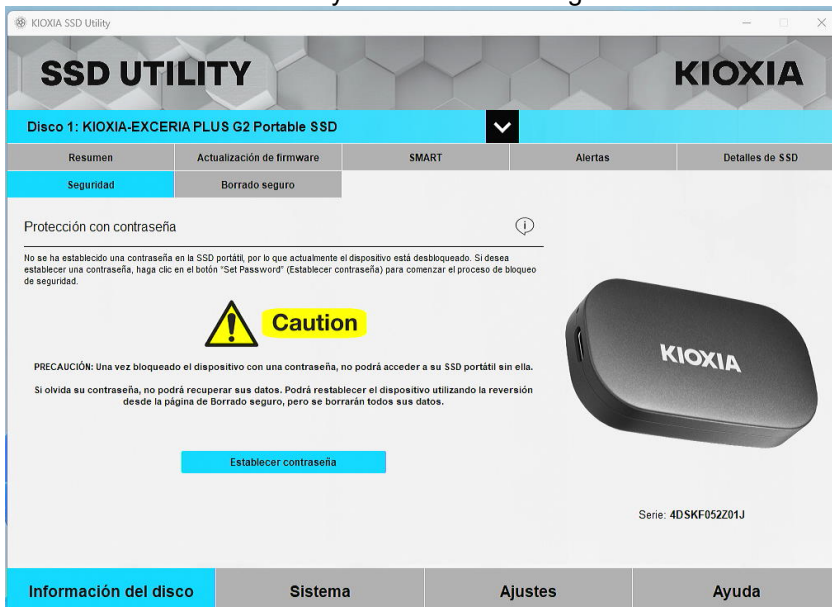 KIOXIA SSD Utility
SSD UTILITY
KIOXIA
Disco 1: KIOXIA-EXCERIA PLUS G2 Portable SSD
Resumen
Actualización de firmware
SMART
Alertas
Detalles de SSD
Seguridad
Borrado seguro
Protección con contraseña
No se ha establecido una contraseña en la SSD portátil, por lo que actualmente el dispositivo está desbloqueado. Si desea
establecer una contraseña, haga clic en el botón "Set Password" (Establecer contraseña) para comenzar el proceso de bloqueo
de seguridad.
Caution
PRECAUCIÓN: Una vez bloqueado el dispositivo con una contraseña, no podrá acceder a su SSD portátil sin ella.
Si olvida su contraseña, no podrá recuperar sus datos. Podrá restablecer el dispositivo utilizando la reversión
desde la página de Borrado seguro, pero se borrarán todos sus datos.
Establecer contraseña
KIOXIA
Serie: 4DSKF052Z01J
Información del disco
Sistema
Ajustes
Ayuda